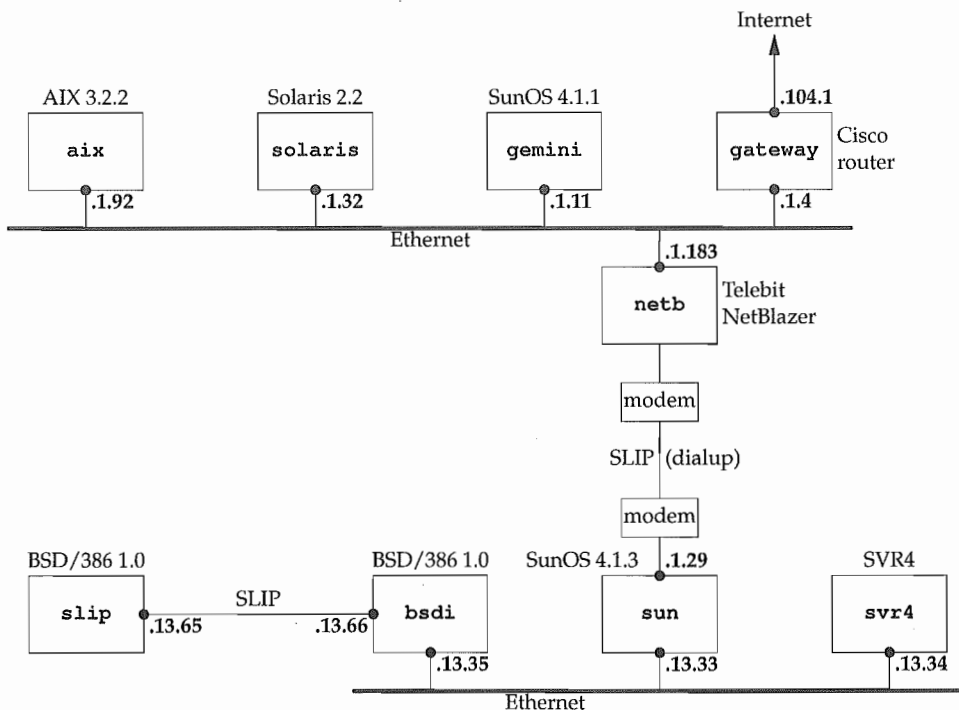 Internet
AIX 3.2.2
Solaris 2.2
SunOS 4.1.1
.104.1
aix
solaris
gemini
gateway
Cisco
router
.1.92
.1.32
.1.11
.1.4
Ethernet
.1.183
netb
Telebit
NetBlazer
modem
SLIP (dialup)
modem
BSD/386 1.0
BSD/386 1.0
SunOS 4.1.3
.1.29
SVR4
slip
SLIP
bsdi
sun
svr4
.13.65
.13.66
.13.35
.13.33
.13.34
Ethernet